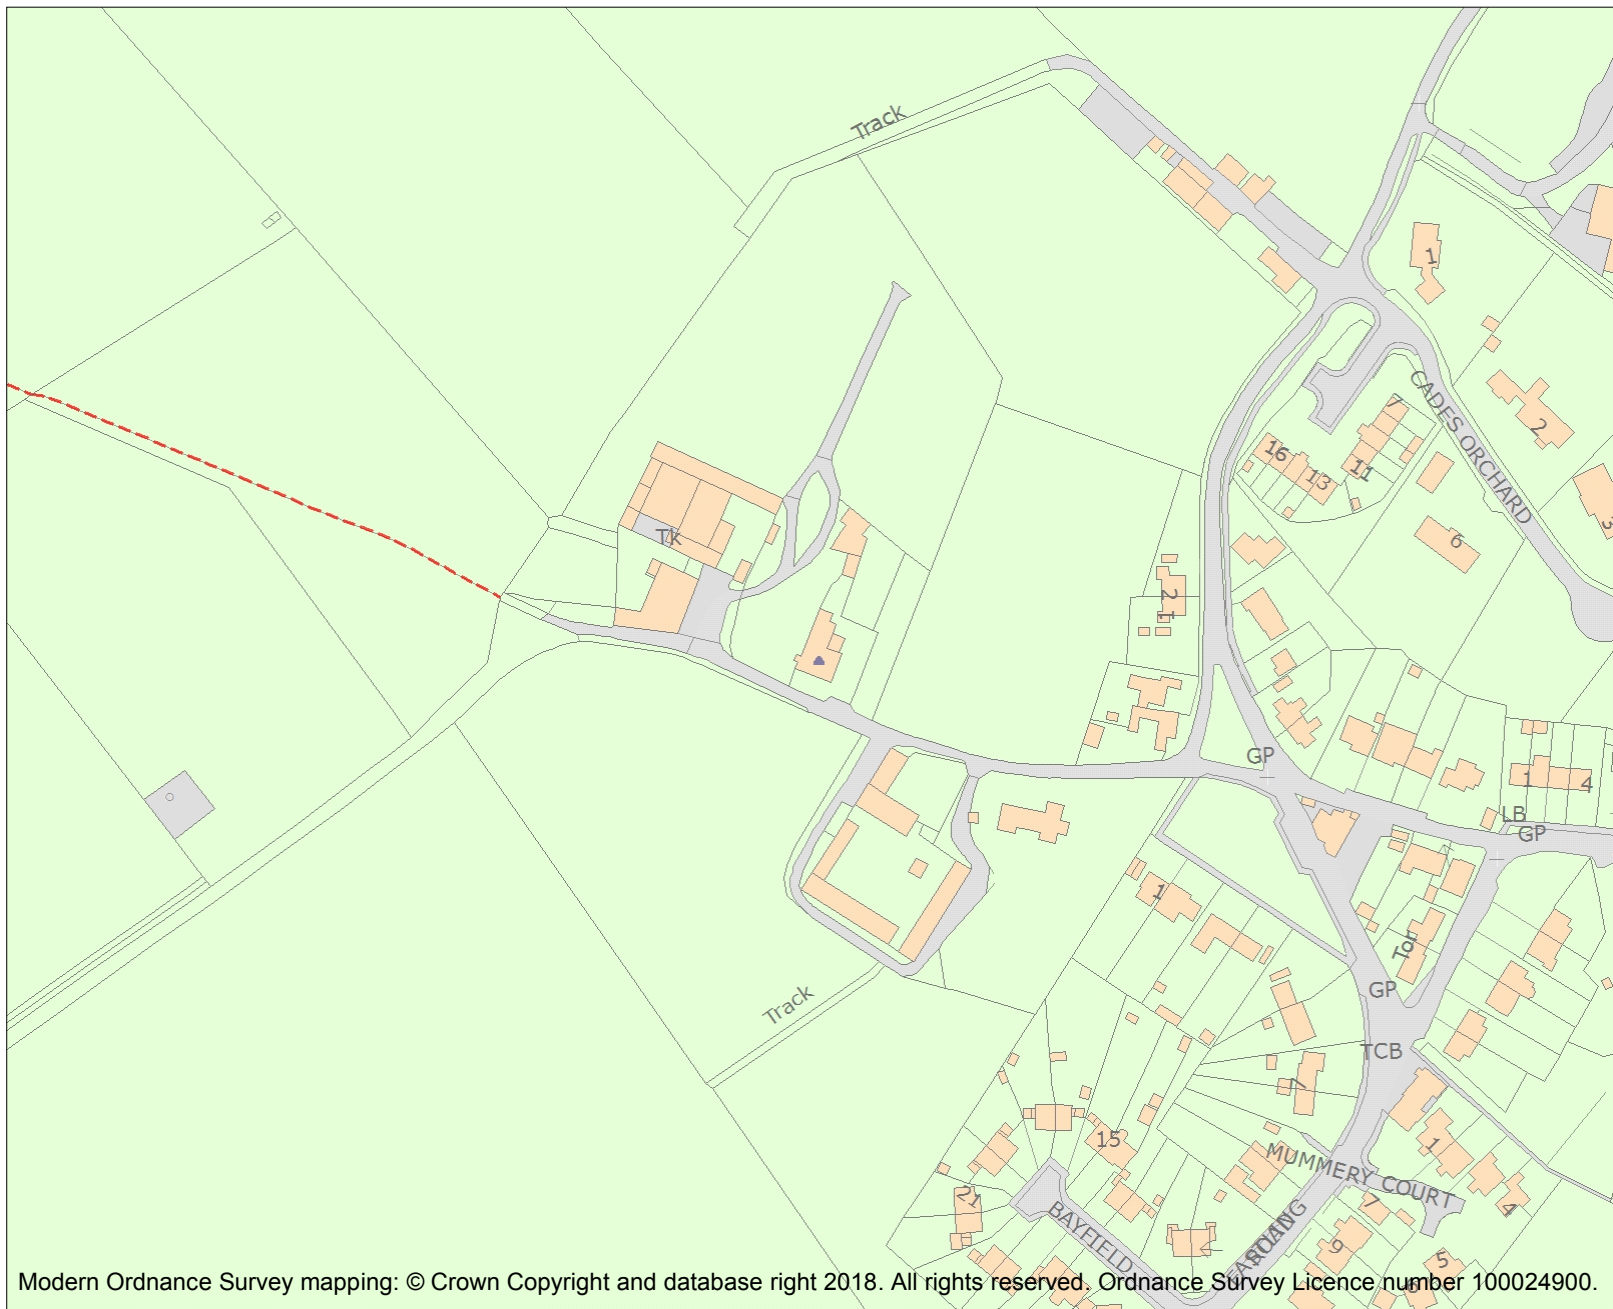 Track
1
CADES ORCHARD
7
2
16
13
11
3
6
Tk
2
1
GP
1
4
LB
GP
1
Tor
GP
Track
TCB
7
15
1
MUMMERY COURT
21
7
4
BAYFIELD
9
5
Modern Ordnance Survey mapping: © Crown Copyright and database right 2018. All rights reserved. Ordnance Survey Licence number 100024900.